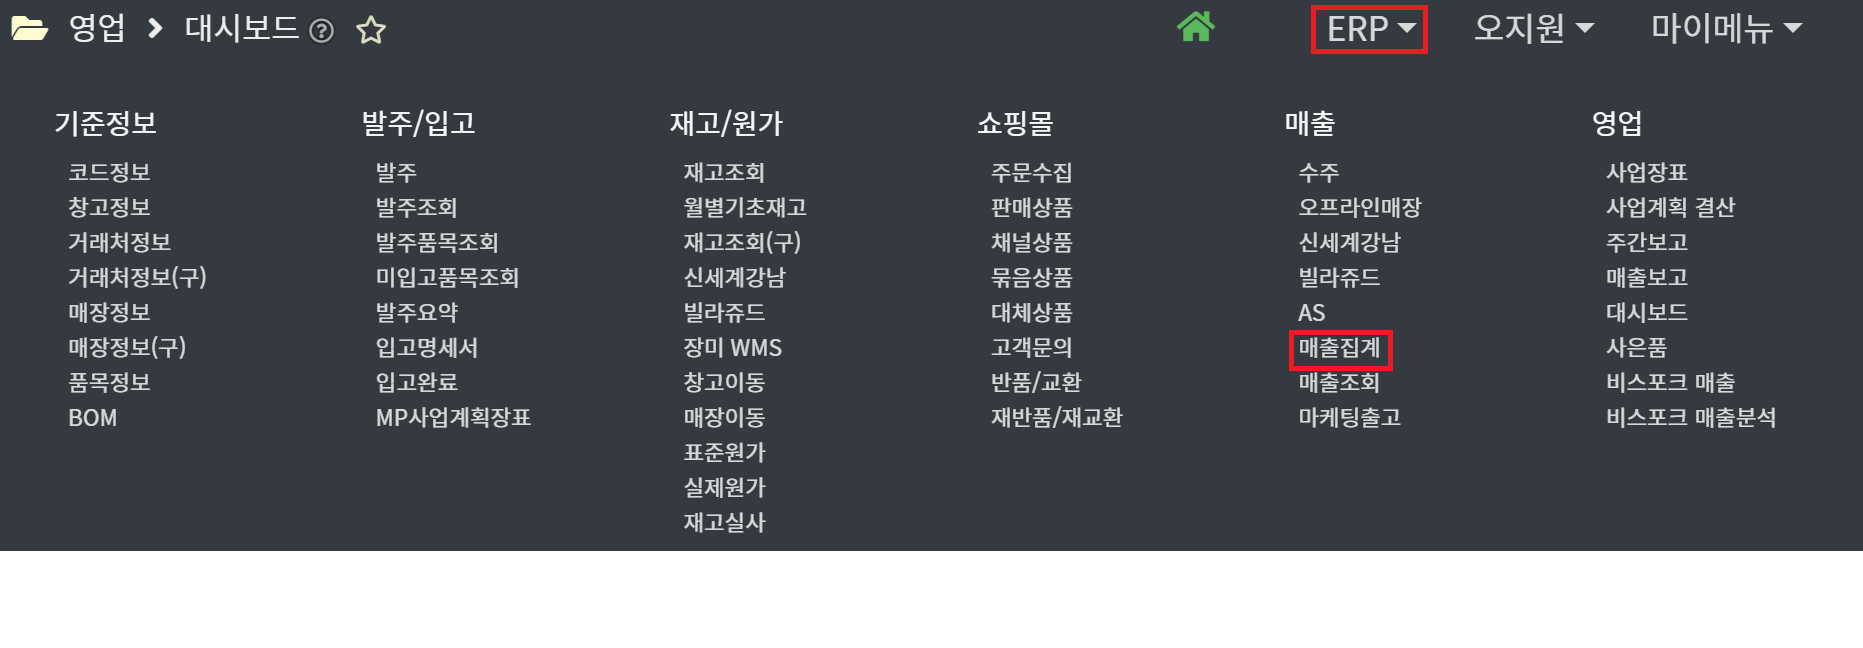 영업 > 대시보드 ?
ERP 오지원 마이메뉴
기준정보
코드정보
창고정보
거래처정보
거래처정보(구)
매장정보
매장정보(구)
품목정보
BOM
발주/입고
발주
발주조회
발주품목조회
미입고품목조회
발주요약
입고명세서
입고완료
MP사업계획장표
재고/원가
재고조회
월별기초재고
재고조회(구)
신세계강남
빌라쥬드
장미 WMS
창고이동
매장이동
표준원가
실제원가
재고실사
쇼핑몰
주문수집
판매상품
채널상품
묶음상품
대체상품
고객문의
반품/교환
재반품/재교환
매출
수주
오프라인매장
신세계강남
빌라쥬드
AS
매출집계
매출조회
마케팅출고
영업
사업장표
사업계획 결산
주간보고
매출보고
대시보드
사은품
비스포크 매출
비스포크 매출분석